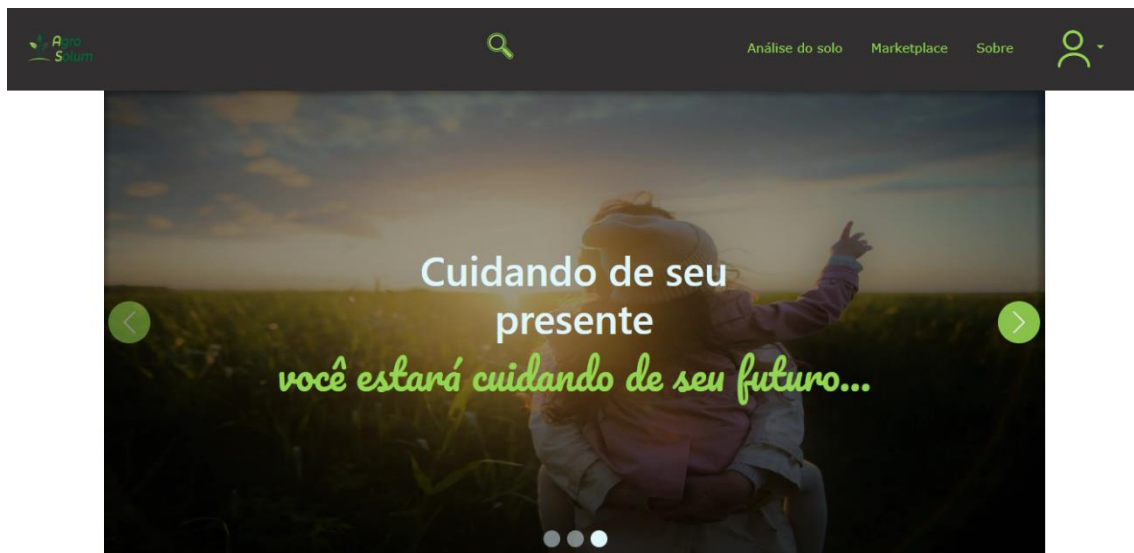 Agro
Solum
Análise do solo
Marketplace
Sobre
Cuidando de seu
presente
você estará cuidando de seu futuro...